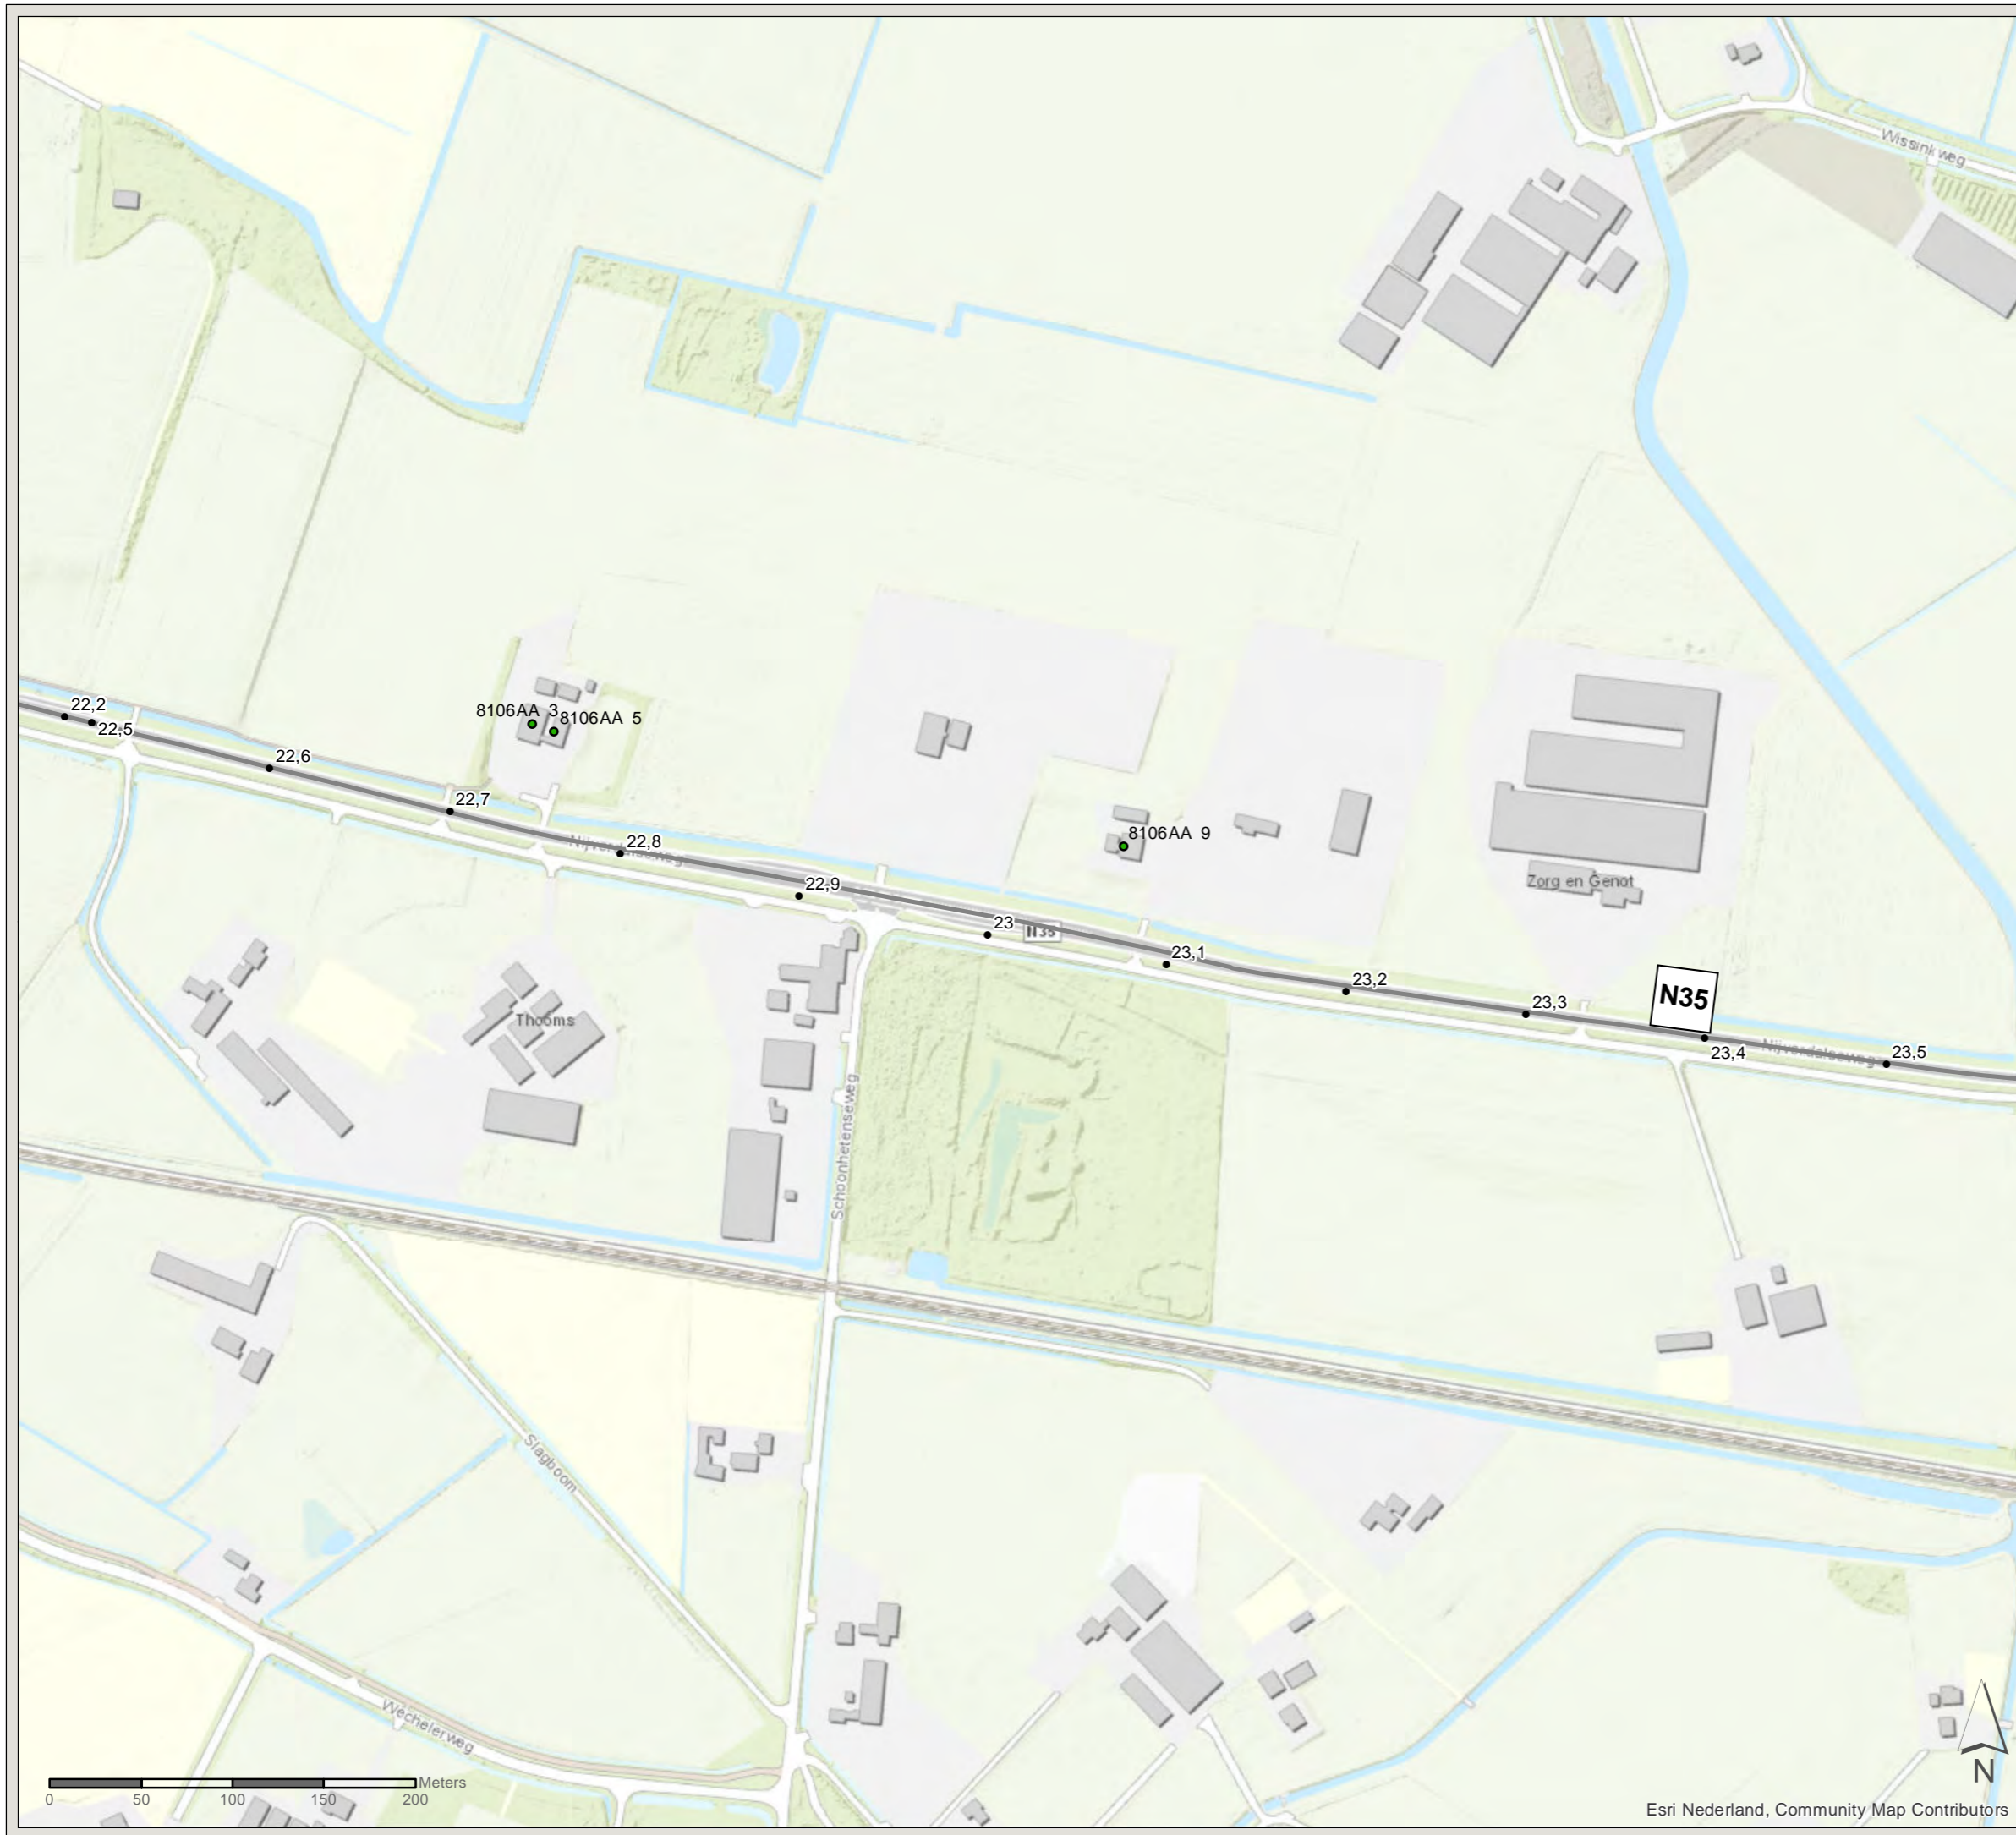 Wissinkweg
22,2
22,5
8106AA 3
8106AA 5
22,6
22,7
Nijverdalseweg
22,8
8106AA 9
22,9
Zorg en Genot
23
N35
23,1
23,2
23,3
N35
23,4
Nijverdalseweg
23,5
Thooms
Schoonhetenseweg
Slagboom
Wechelerweg
Meters
0 50 100 150 200
N
Esri Nederland, Community Map Contributors